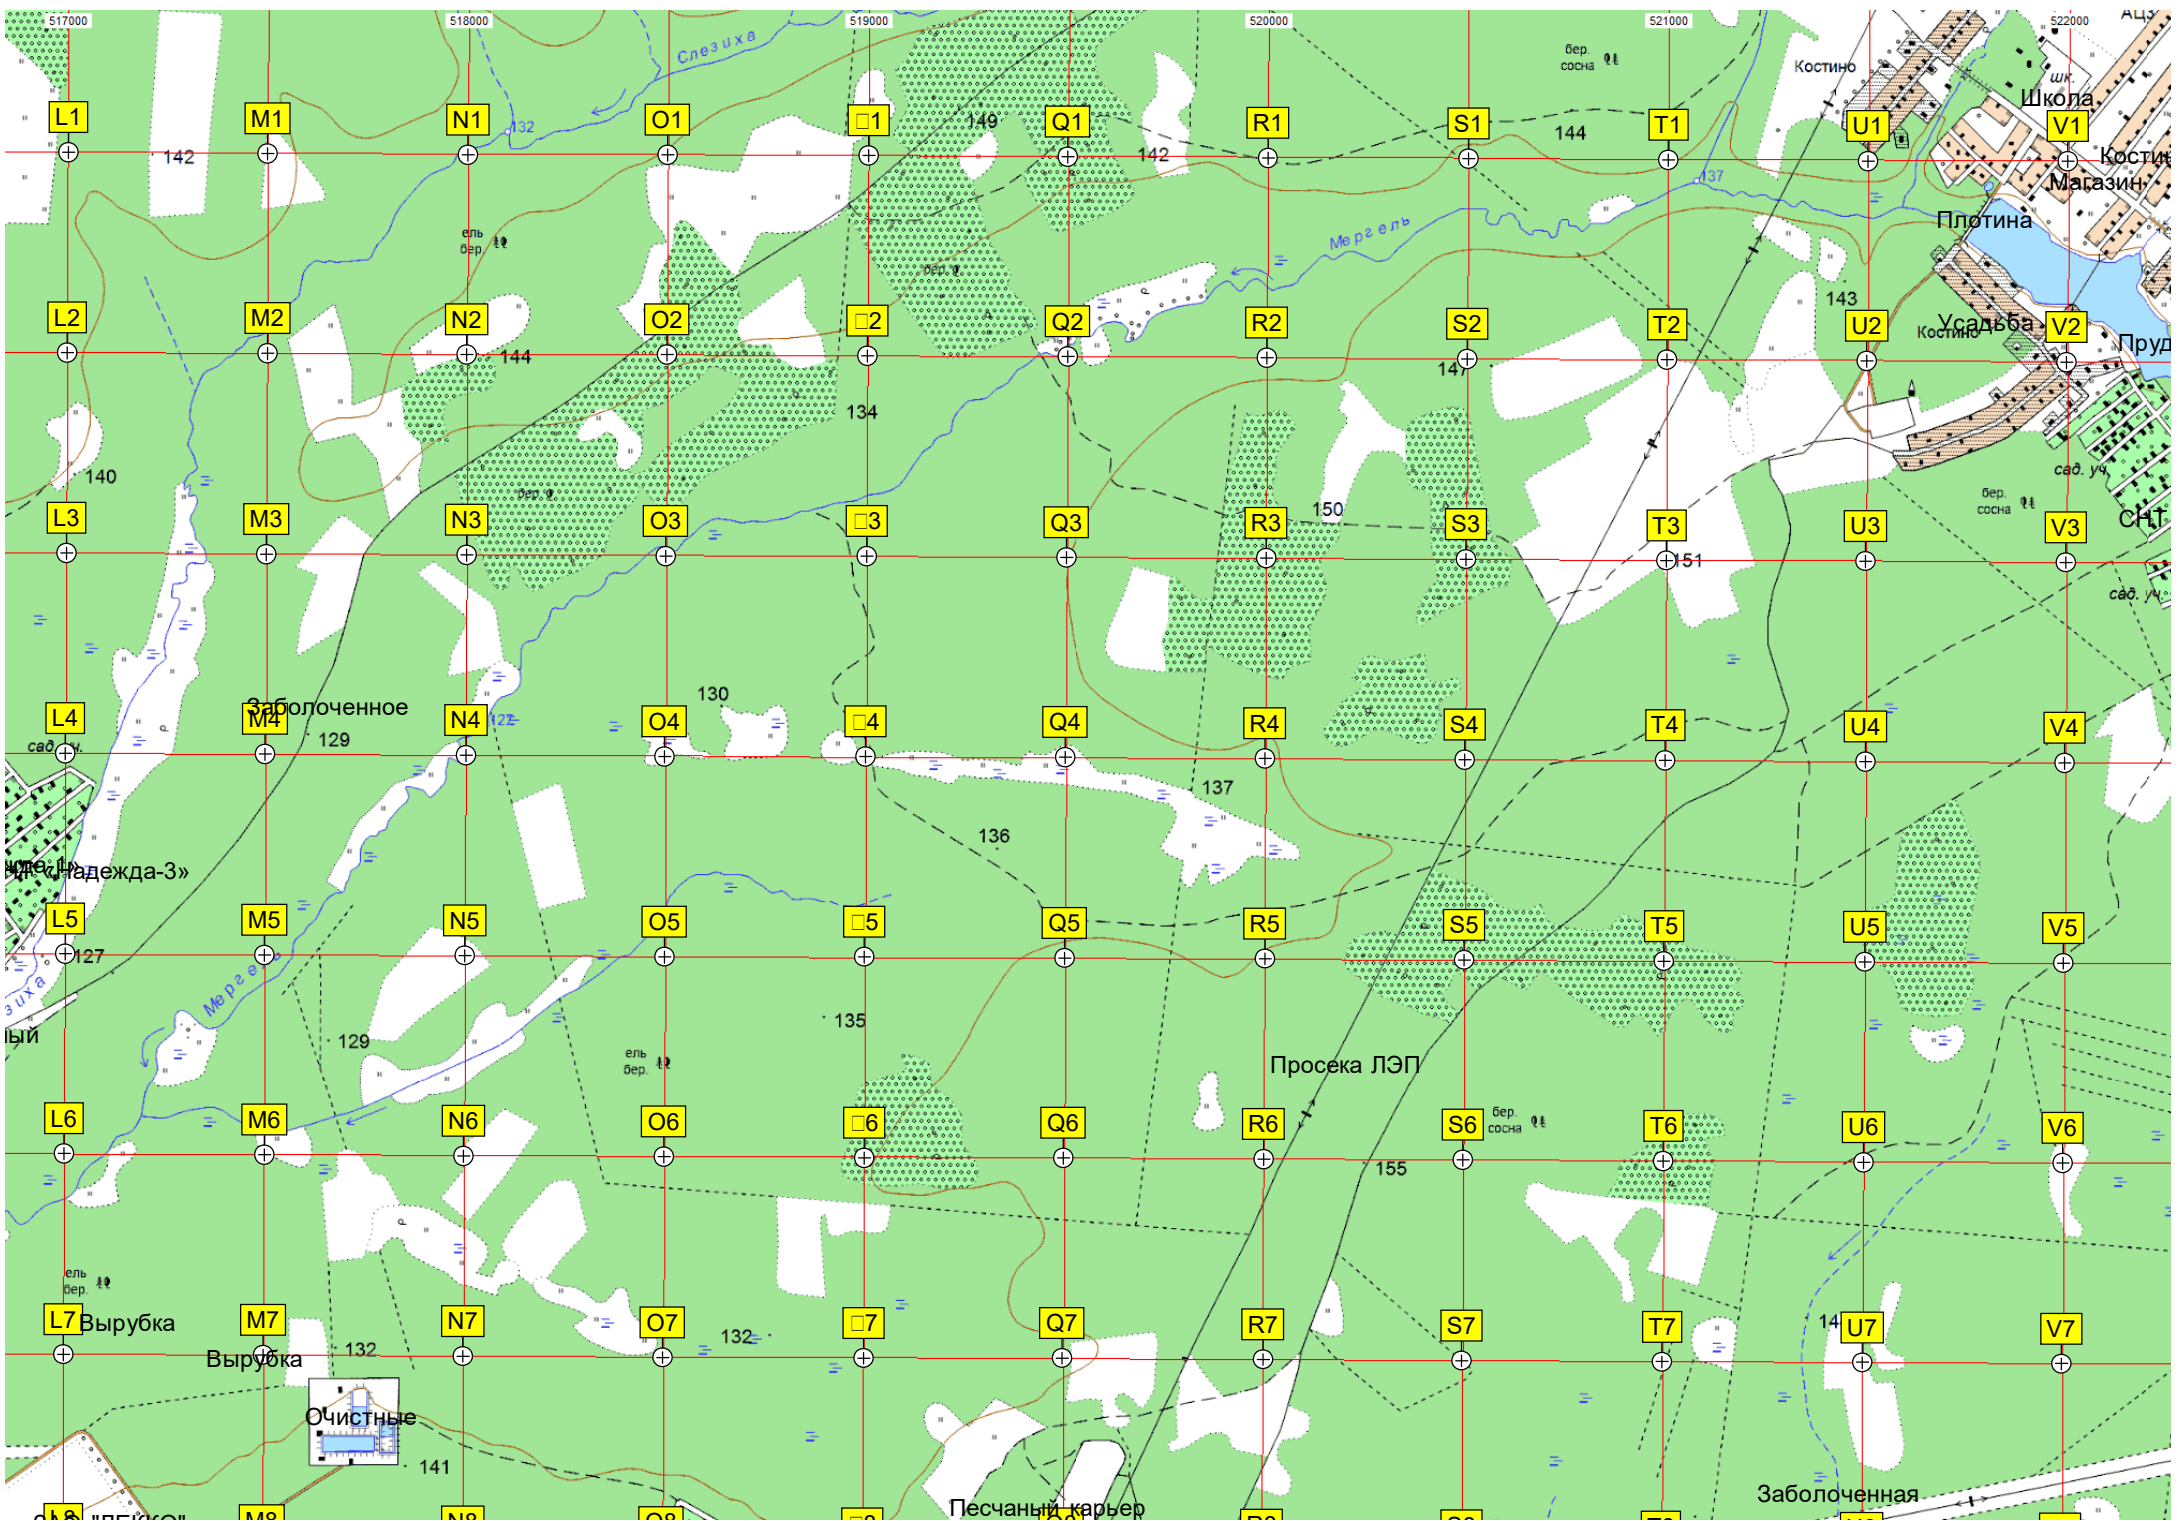 517000
518000
519000
520000
521000
522000
Слезиха
бер.
сосна
Костино
шк.
Школа
L1
M1
N1
O1
□1
Q1
R1
S1
T1
U1
V1
132
149
144
142
142
137
Магазин
Плотина
Мергель
ель
бер.
бер.
143
L2
M2
N2
O2
□2
Q2
R2
S2
T2
U2
V2
Усадьба
Костино
Пруд
144
147
134
140
сад. уч.
бер.
сосна
бер.
150
СНТ
L3
M3
N3
O3
□3
Q3
R3
S3
T3
U3
V3
151
сад. уч.
130
Заболоченное
L4
M4
N4
O4
□4
Q4
R4
S4
T4
U4
V4
122
129
137
136
«Надежда-3»
L5
M5
N5
O5
□5
Q5
R5
S5
T5
U5
V5
127
Мергель
135
129
ель
бер.
Просека ЛЭП
L6
M6
N6
O6
□6
Q6
R6
S6
T6
U6
V6
бер.
сосна
155
ель
бер.
L7
M7
N7
O7
□7
Q7
R7
S7
T7
U7
V7
Вырубка
132
132
Вырубка
Очистные
141
Песчаный карьер
Заболоченная